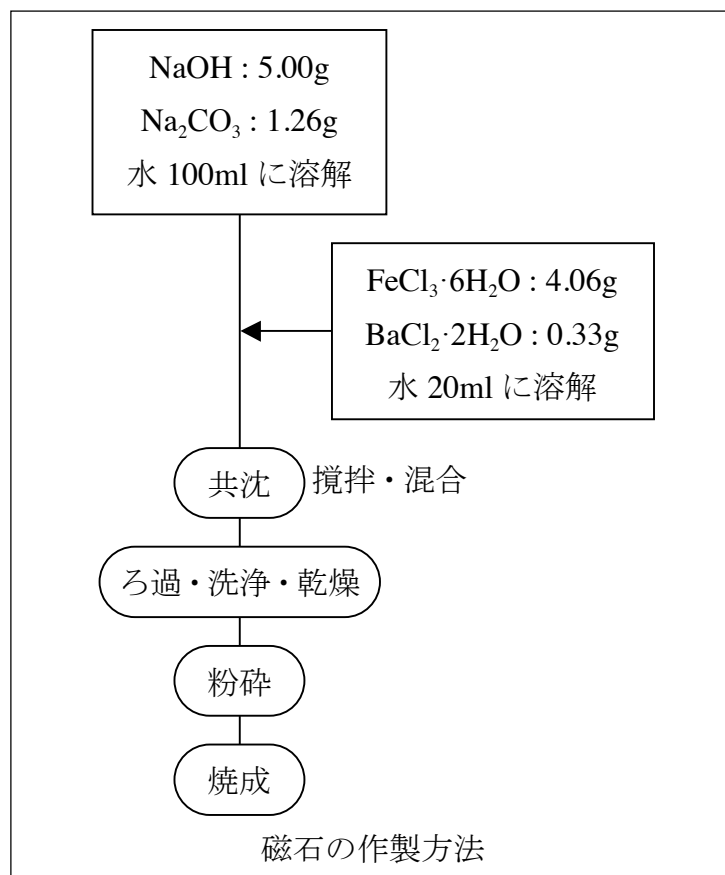 NaOH : 5.00g
Na₂CO₃ : 1.26g
水 100ml に溶解
FeCl₃·6H₂O : 4.06g
BaCl₂·2H₂O : 0.33g
水 20ml に溶解
共沈 撹拌・混合
ろ過・洗浄・乾燥
粉砕
焼成
磁石の作製方法